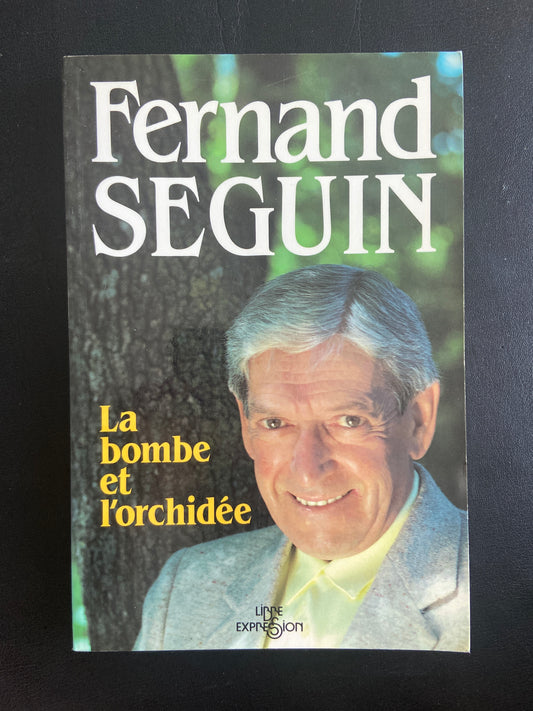 Fernand
SEGUIN
La
bombe
et
l'orchidée
LIBRE
EXPRESSION